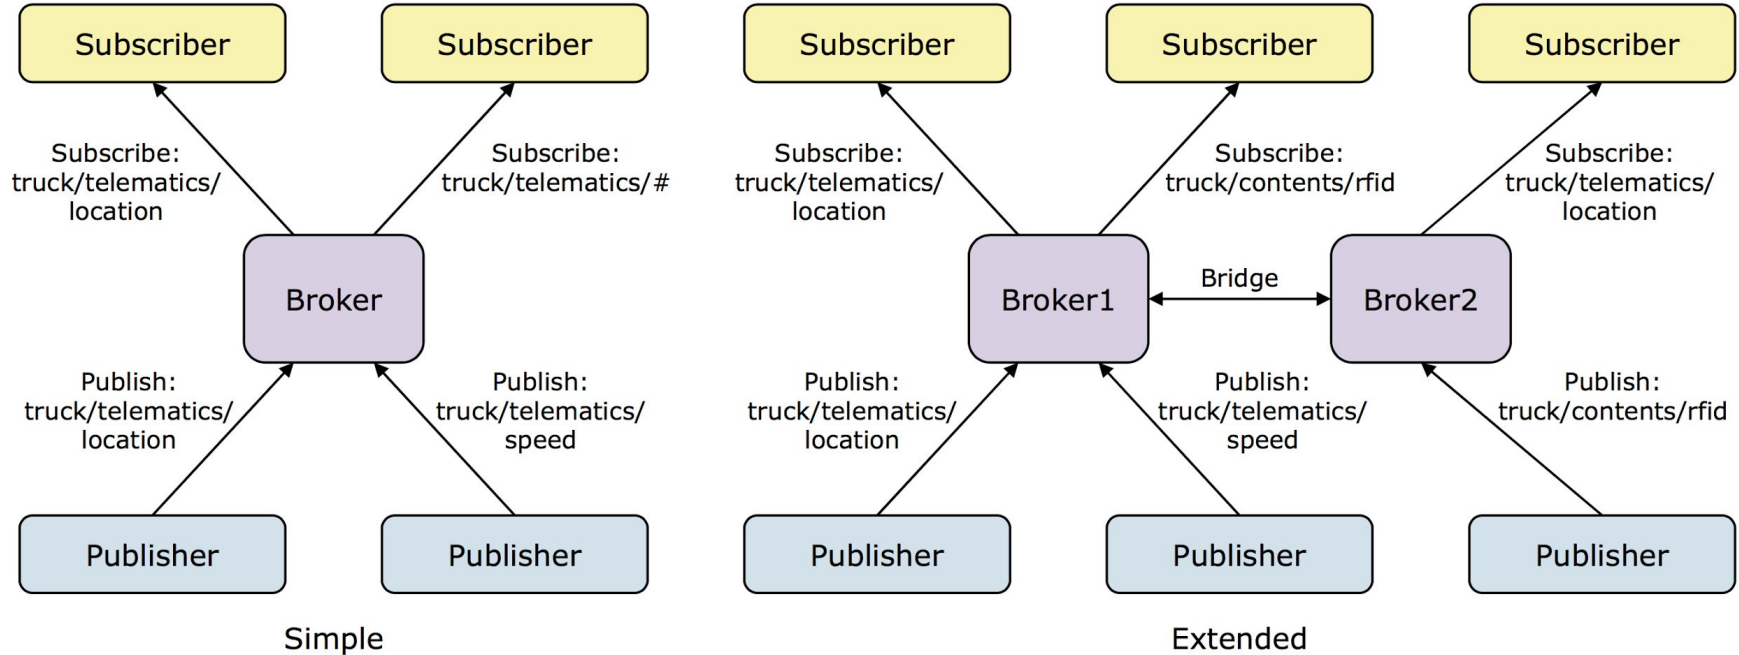 Subscriber
Subscriber
Subscriber
Subscriber
Subscriber
Subscribe:
truck/telematics/
location
Subscribe:
truck/telematics/#
Subscribe:
truck/telematics/
location
Subscribe:
truck/contents/rfid
Subscribe:
truck/telematics/
location
Broker
Broker1
Bridge
Broker2
Publish:
truck/telematics/
location
Publish:
truck/telematics/
speed
Publish:
truck/telematics/
location
Publish:
truck/telematics/
speed
Publish:
truck/contents/rfid
Publisher
Publisher
Publisher
Publisher
Publisher
Simple
Extended